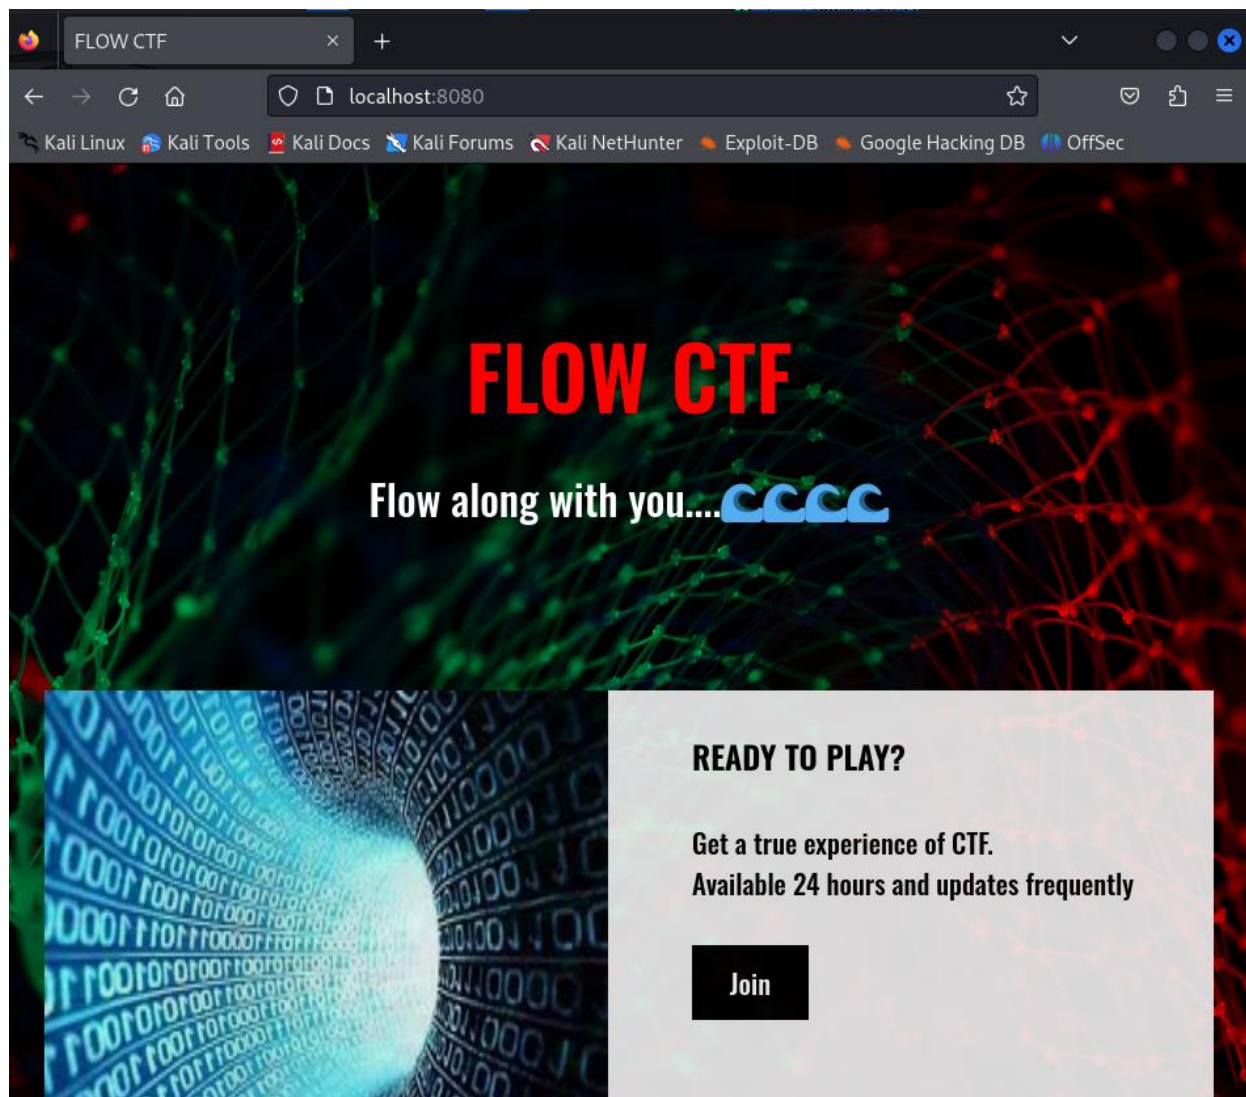 FLOW CTF
localhost:8080
Kali Linux Kali Tools Kali Docs Kali Forums Kali NetHunter Exploit-DB Google Hacking DB OffSec
FLOW CTF
Flow along with you....🌊🌊🌊🌊
READY TO PLAY?
Get a true experience of CTF.
Available 24 hours and updates frequently
Join